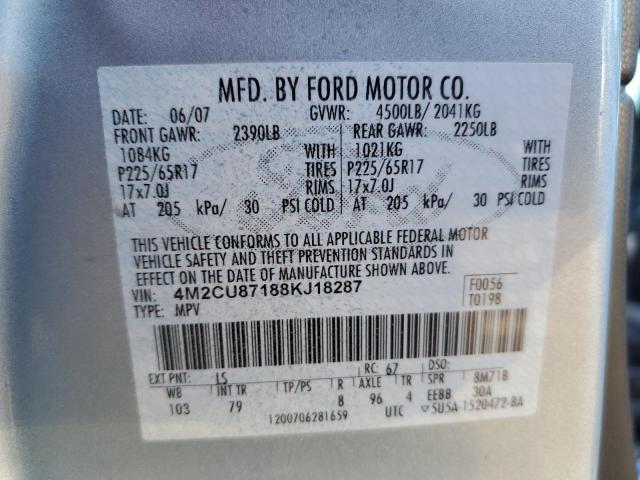 MFD. BY FORD MOTOR CO.
DATE: 06/07 GVWR: 4500LB/ 2041KG
FRONT GAWR: 2390LB REAR GAWR: 2250LB
1084KG WITH 1021KG WITH
P225/65R17 TIRES P225/65R17 TIRES
17x7.0J RIMS 17x7.0J RIMS
AT 205 kPa/ 30 PSI COLD AT 205 kPa/ 30 PSI COLD
THIS VEHICLE CONFORMS TO ALL APPLICABLE FEDERAL MOTOR
VEHICLE SAFETY AND THEFT PREVENTION STANDARDS IN
EFFECT ON THE DATE OF MANUFACTURE SHOWN ABOVE.
VIN: 4M2CU87188KJ18287 F0056
TYPE: MPV T0198
EXT PNT: LS RC: 67 DSO:
WB INT TR TP/PS R AXLE TR SPR 8M71B
103 79 8 96 4 EEBB 30A
1200706281659 UTC ▽5U5A-1520472-BA